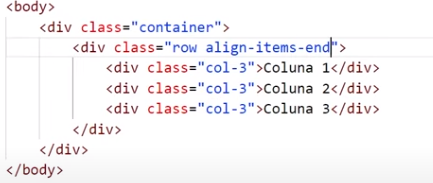 <body>
<div class="container">
<div class="row align-items-end">
<div class="col-3">Coluna 1</div>
<div class="col-3">Coluna 2</div>
<div class="col-3">Coluna 3</div>
</div>
</div>
</body>